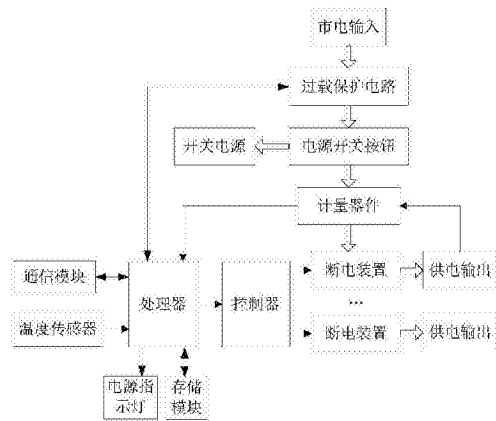 市电输入
过载保护电路
开关电源
电源开关按钮
计量器件
通信模块
处理器
控制器
断电装置
供电输出
...
温度传感器
断电装置
供电输出
电源指
示灯
存储
模块